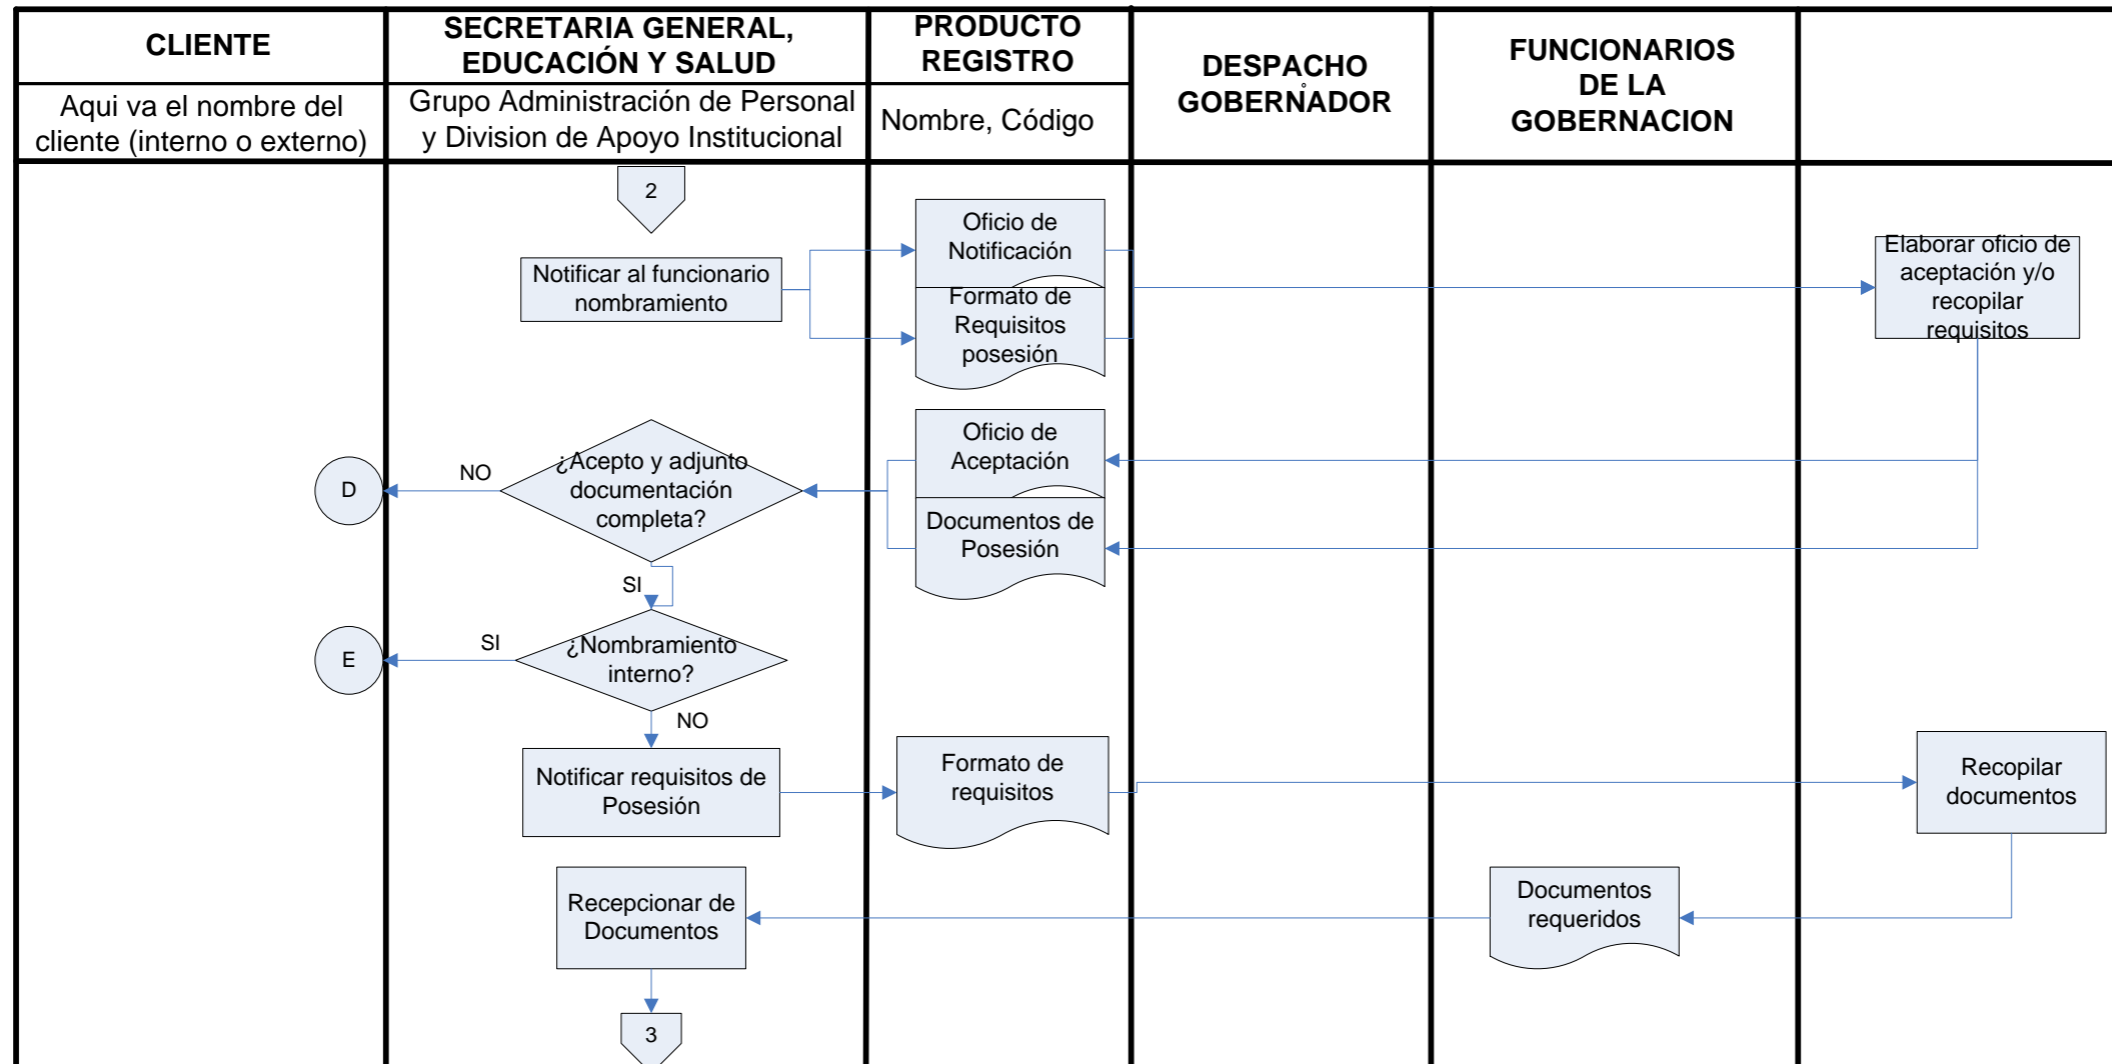 CLIENTE
SECRETARIA GENERAL,
EDUCACIÓN Y SALUD
PRODUCTO
REGISTRO
DESPACHO
GOBERNADOR
FUNCIONARIOS
DE LA
GOBERNACION
Aqui va el nombre del
cliente (interno o externo)
Grupo Administración de Personal
y Division de Apoyo Institucional
Nombre, Código
2
Notificar al funcionario
nombramiento
Oficio de
Notificación
Formato de
Requisitos
posesión
Elaborar oficio de
aceptación y/o
recopilar
requisitos
D
NO
¿Acepto y adjunto
documentación
completa?
Oficio de
Aceptación
Documentos de
Posesión
SI
E
SI
¿Nombramiento
interno?
NO
Notificar requisitos de
Posesión
Formato de
requisitos
Recopilar
documentos
Recepcionar de
Documentos
Documentos
requeridos
3